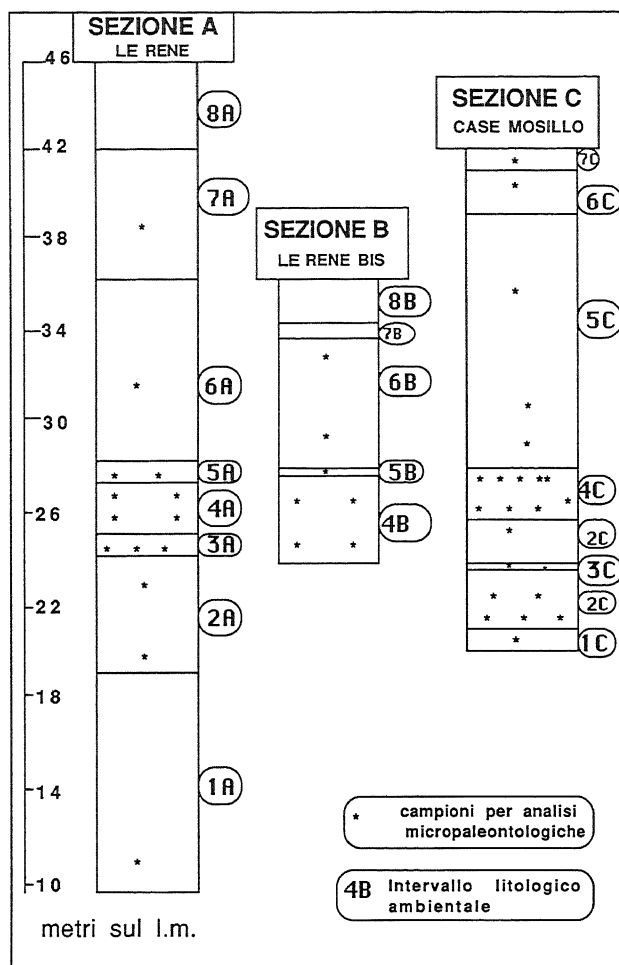 SEZIONE A
LE RENE
46
42
38
34
30
26
22
18
14
10
metri sul l.m.
8A
7A
6A
5A
4A
3A
2A
1A
SEZIONE B
LE RENE BIS
8B
7B
6B
5B
4B
SEZIONE C
CASE MOSILLO
7C
6C
5C
4C
2C
3C
2C
1C
* campioni per analisi
micropaleontologiche
4B Intervallo litologico
ambientale